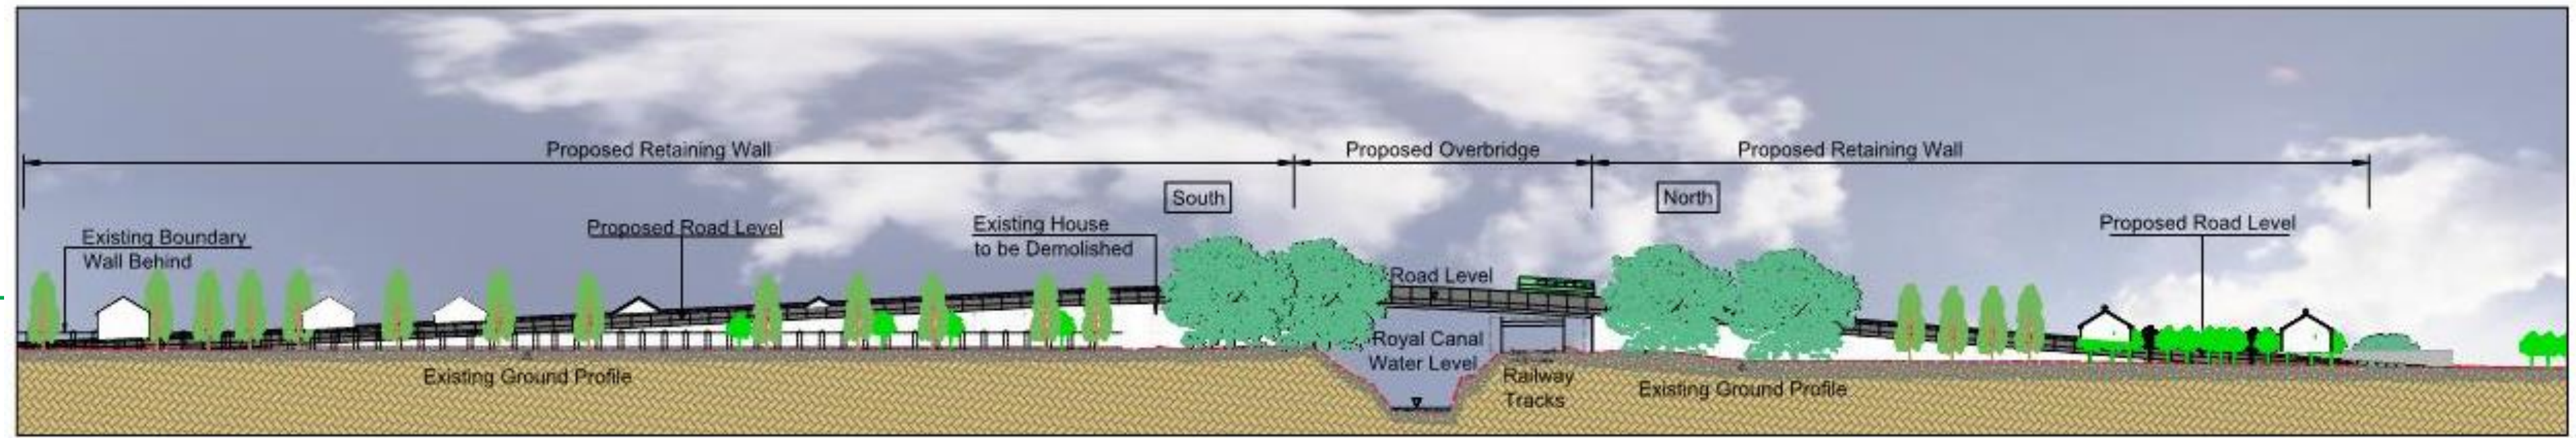 Proposed Retaining Wall
Proposed Overbridge
Proposed Retaining Wall
South
North
Existing Boundary
Wall Behind
Proposed Road Level
Existing House
to be Demolished
Road Level
Proposed Road Level
Royal Canal
Water Level
Existing Ground Profile
Railway
Tracks
Existing Ground Profile